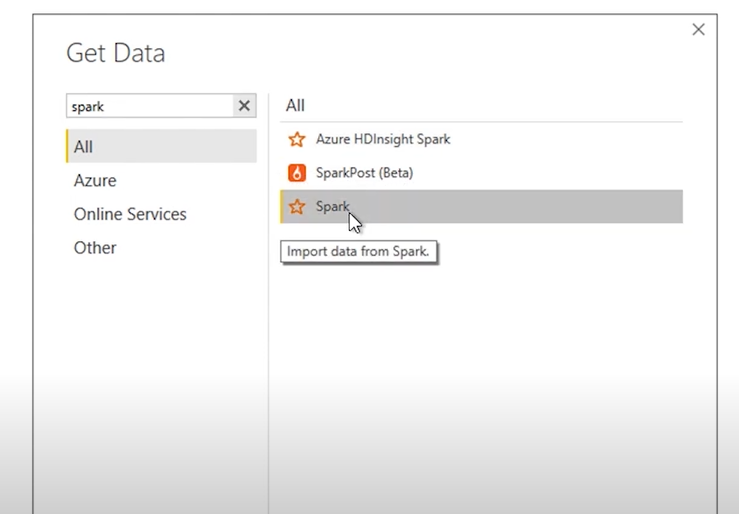 Get Data
spark
All
Azure
Online Services
Other
All
Azure HDInsight Spark
SparkPost (Beta)
Spark
Import data from Spark.